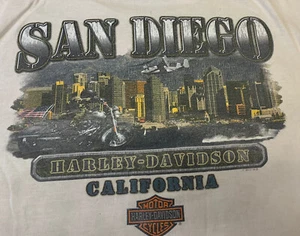 SAN DIEGO
HARLEY-DAVIDSON
CALIFORNIA
MOTOR
HARLEY-DAVIDSON
CYCLES